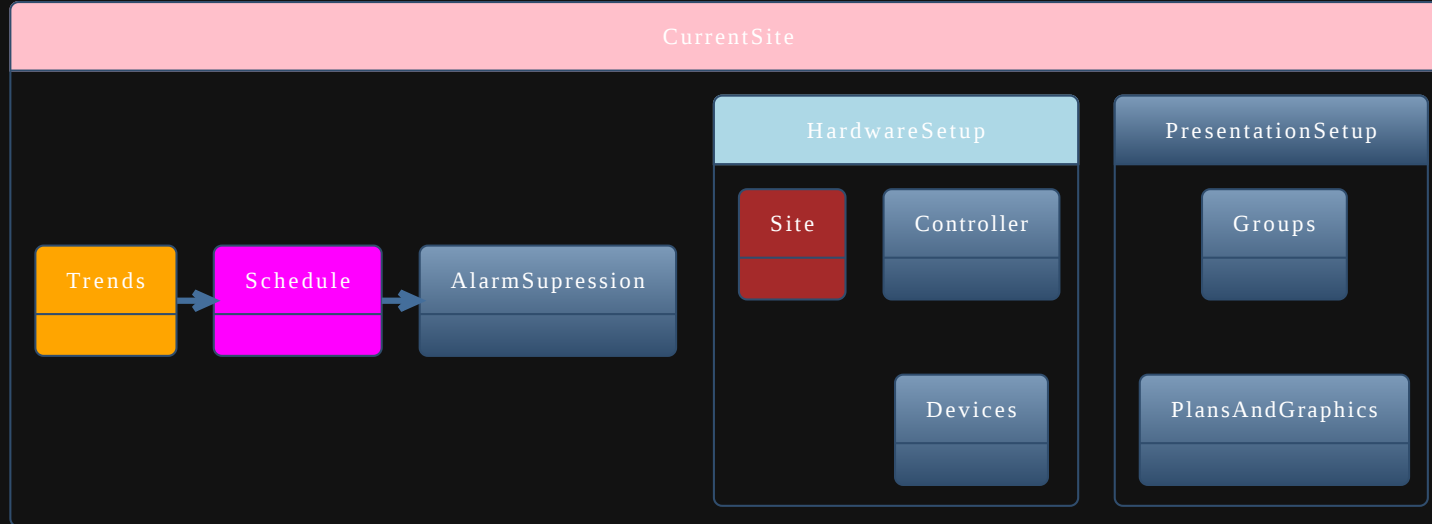 CurrentSite
HardwareSetup
PresentationSetup
Site
Controller
Groups
Trends
Schedule
AlarmSupression
Devices
PlansAndGraphics